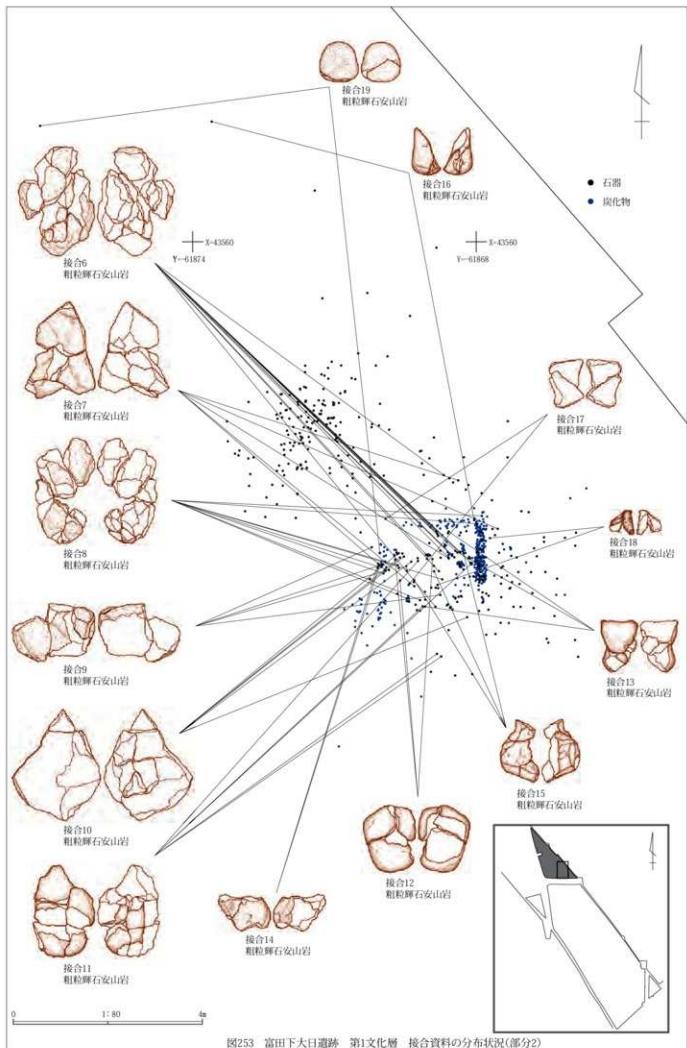 接合19
粗粒輝石安山岩
接合16
粗粒輝石安山岩
石器
炭化物
接合6
粗粒輝石安山岩
X=43560
Y=-61874
X=43560
Y=-61868
接合7
粗粒輝石安山岩
接合17
粗粒輝石安山岩
接合8
粗粒輝石安山岩
接合18
粗粒輝石安山岩
接合9
粗粒輝石安山岩
接合13
粗粒輝石安山岩
接合10
粗粒輝石安山岩
接合15
粗粒輝石安山岩
接合12
粗粒輝石安山岩
接合14
粗粒輝石安山岩
接合11
粗粒輝石安山岩
0 1:80 4m
図253 富田下大日遺跡 第1文化層 接合資料の分布状況(部分2)